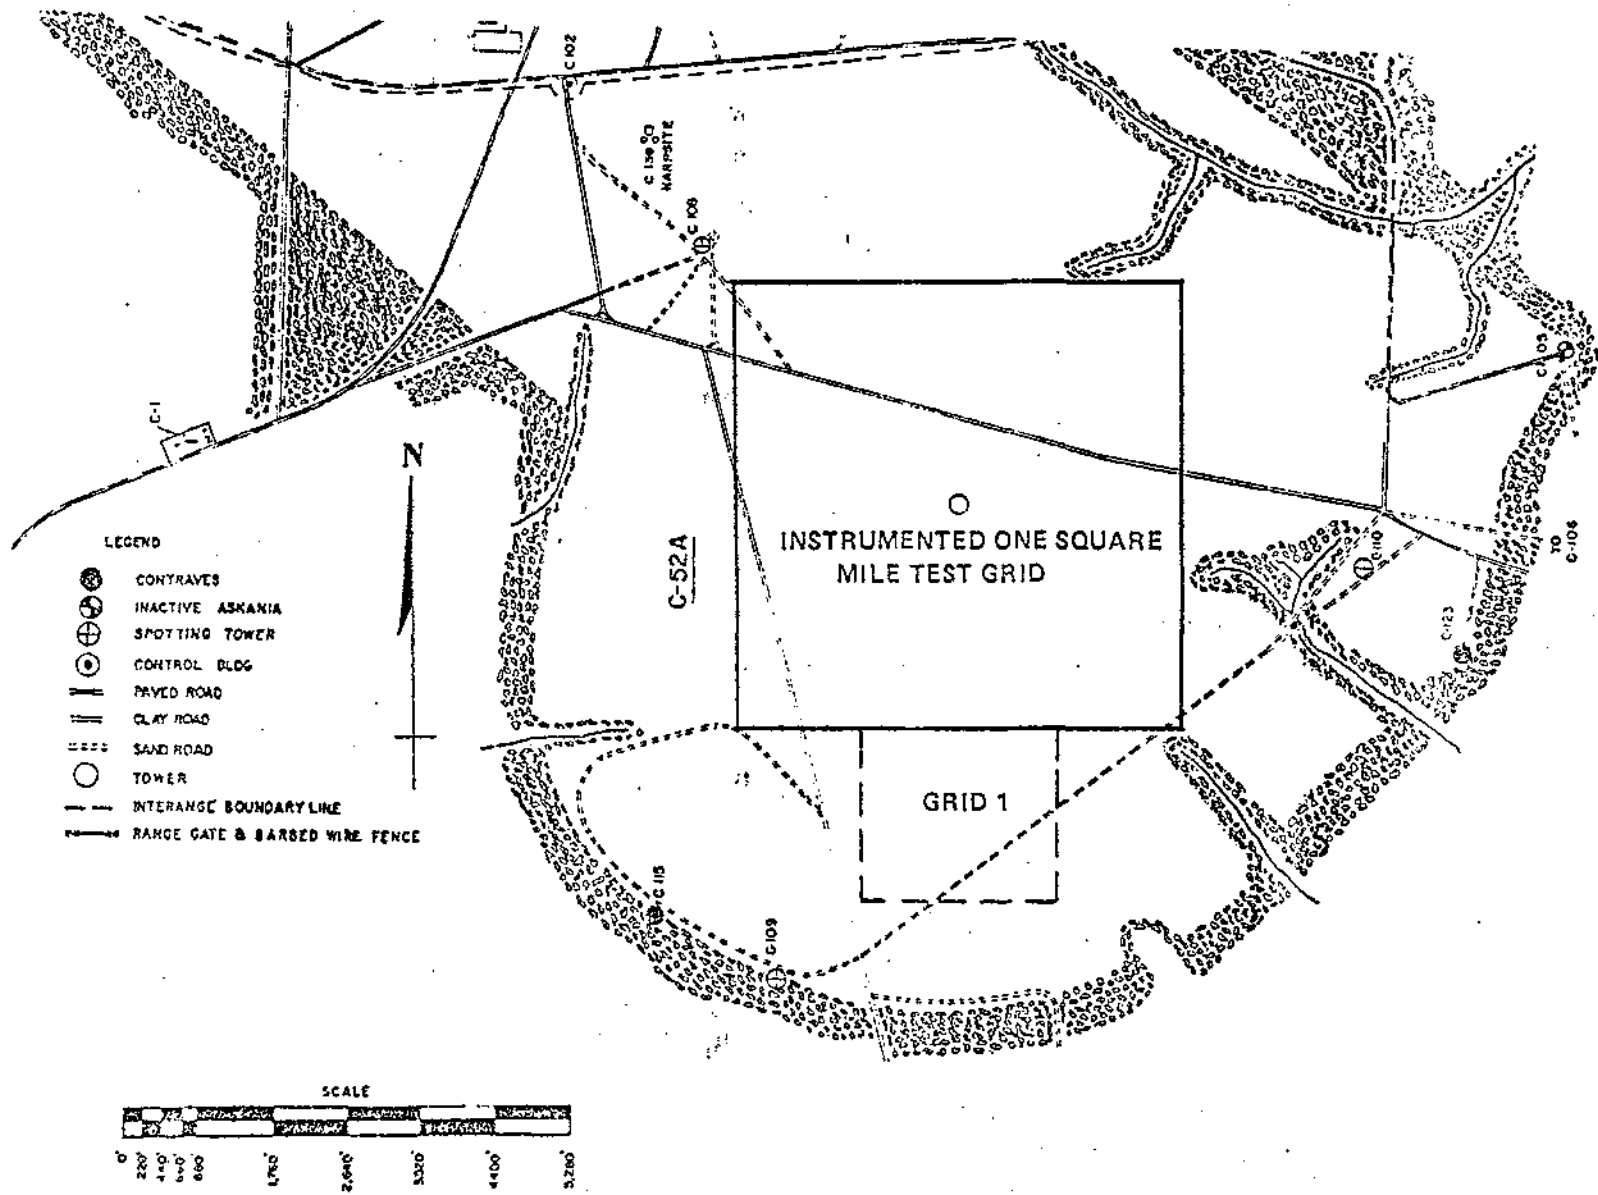 C 102
C 139
HARPSITE
C 108
C-1
C 105
N
LEGEND
CONTRAVES
INACTIVE ASKANIA
SPOTTING TOWER
CONTROL BLDG
PAVED ROAD
CLAY ROAD
SAND ROAD
TOWER
INTERANGE BOUNDARY LINE
RANGE GATE & BARBED WIRE FENCE
C-52A
INSTRUMENTED ONE SQUARE
MILE TEST GRID
C 110
TO
C-106
C-123
GRID 1
C 115
C 109
SCALE
0'
220'
440'
660'
880'
1,760'
2,640'
3,520'
4,400'
5,280'